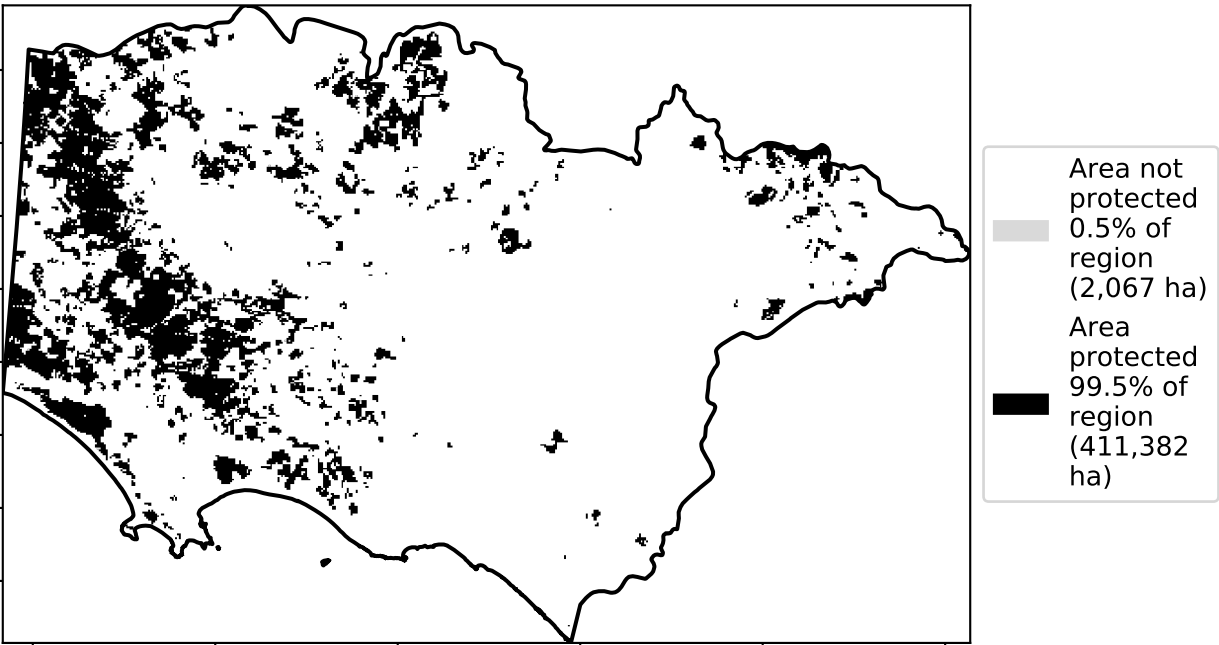 Area not
protected
0.5% of
region
(2,067 ha)
Area
protected
99.5% of
region
(411,382
ha)